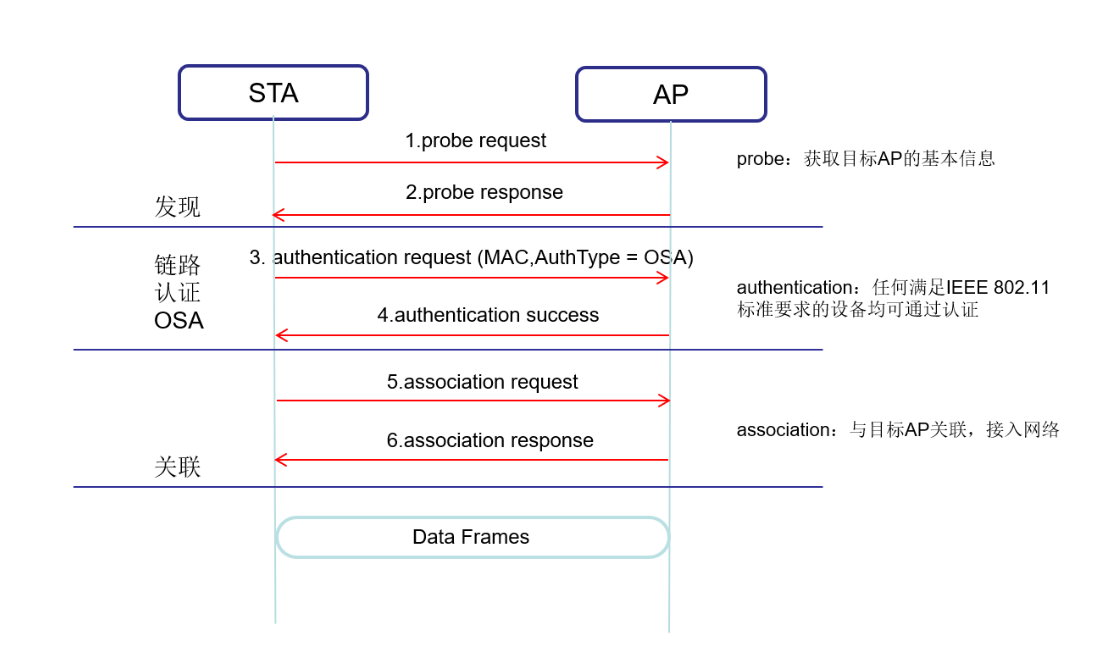 STA
AP
1.probe request
probe：获取目标AP的基本信息
2.probe response
发现
3. authentication request (MAC,AuthType = OSA)
链路
认证
OSA
authentication：任何满足IEEE 802.11
标准要求的设备均可通过认证
4.authentication success
5.association request
association：与目标AP关联，接入网络
6.association response
关联
Data Frames